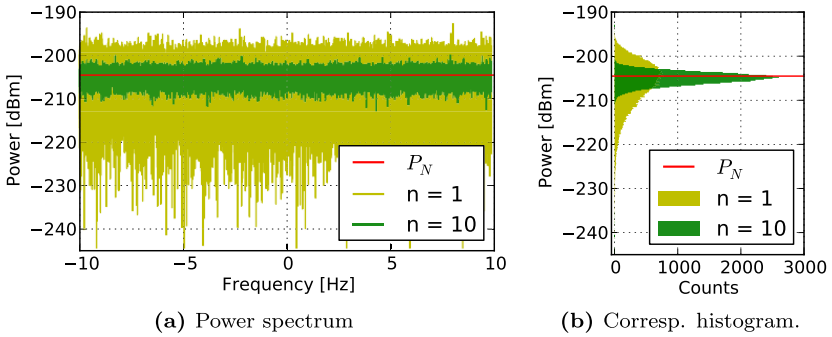 −190
−200
−210
−220
−230
−240
Power [dBm]
P_N
n = 1
n = 10
−10
−5
0
5
10
Frequency [Hz]
(a) Power spectrum
−190
−200
−210
−220
−230
−240
Power [dBm]
P_N
n = 1
n = 10
0
1000
2000
3000
Counts
(b) Corresp. histogram.